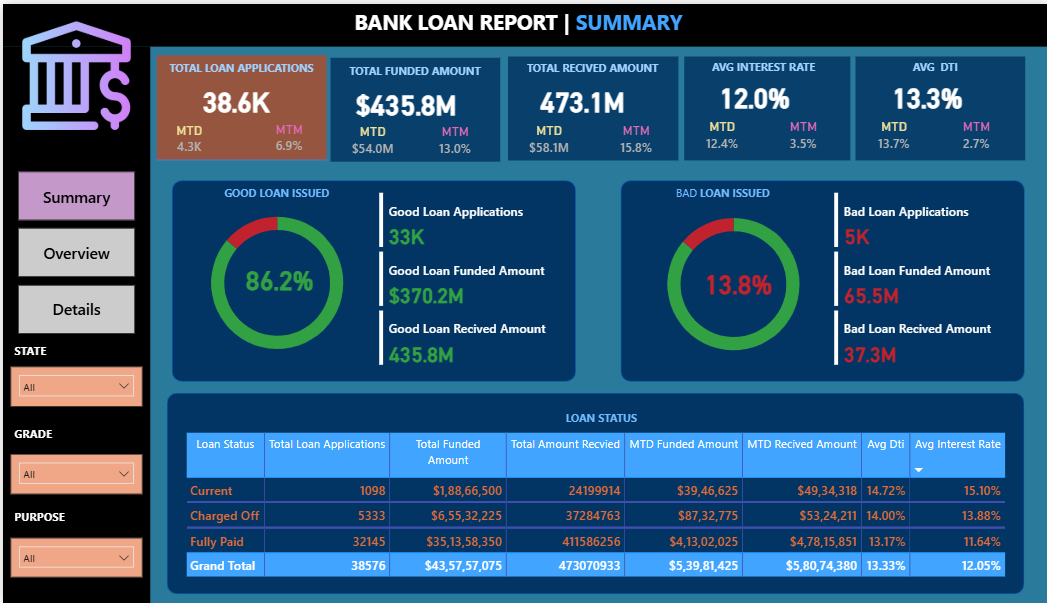 BANK LOAN REPORT | SUMMARY
TOTAL LOAN APPLICATIONS
38.6K
MTD MTM
4.3K 6.9%
TOTAL FUNDED AMOUNT
$435.8M
MTD MTM
$54.0M 13.0%
TOTAL RECIVED AMOUNT
473.1M
MTD MTM
$58.1M 15.8%
AVG INTEREST RATE
12.0%
MTD MTM
12.4% 3.5%
AVG DTI
13.3%
MTD MTM
13.7% 2.7%
Summary
Overview
Details
STATE
All
GRADE
All
PURPOSE
All
GOOD LOAN ISSUED
86.2%
Good Loan Applications
33K
Good Loan Funded Amount
$370.2M
Good Loan Recived Amount
435.8M
BAD LOAN ISSUED
13.8%
Bad Loan Applications
5K
Bad Loan Funded Amount
65.5M
Bad Loan Recived Amount
37.3M
LOAN STATUS
Loan Status Total Loan Applications Total Funded Amount Total Amount Recvied MTD Funded Amount MTD Recived Amount Avg Dti Avg Interest Rate
Current 1098 $1,88,66,500 24199914 $39,46,625 $49,34,318 14.72% 15.10%
Charged Off 5333 $6,55,32,225 37284763 $87,32,775 $53,24,211 14.00% 13.88%
Fully Paid 32145 $35,13,58,350 411586256 $4,13,02,025 $4,78,15,851 13.17% 11.64%
Grand Total 38576 $43,57,57,075 473070933 $5,39,81,425 $5,80,74,380 13.33% 12.05%